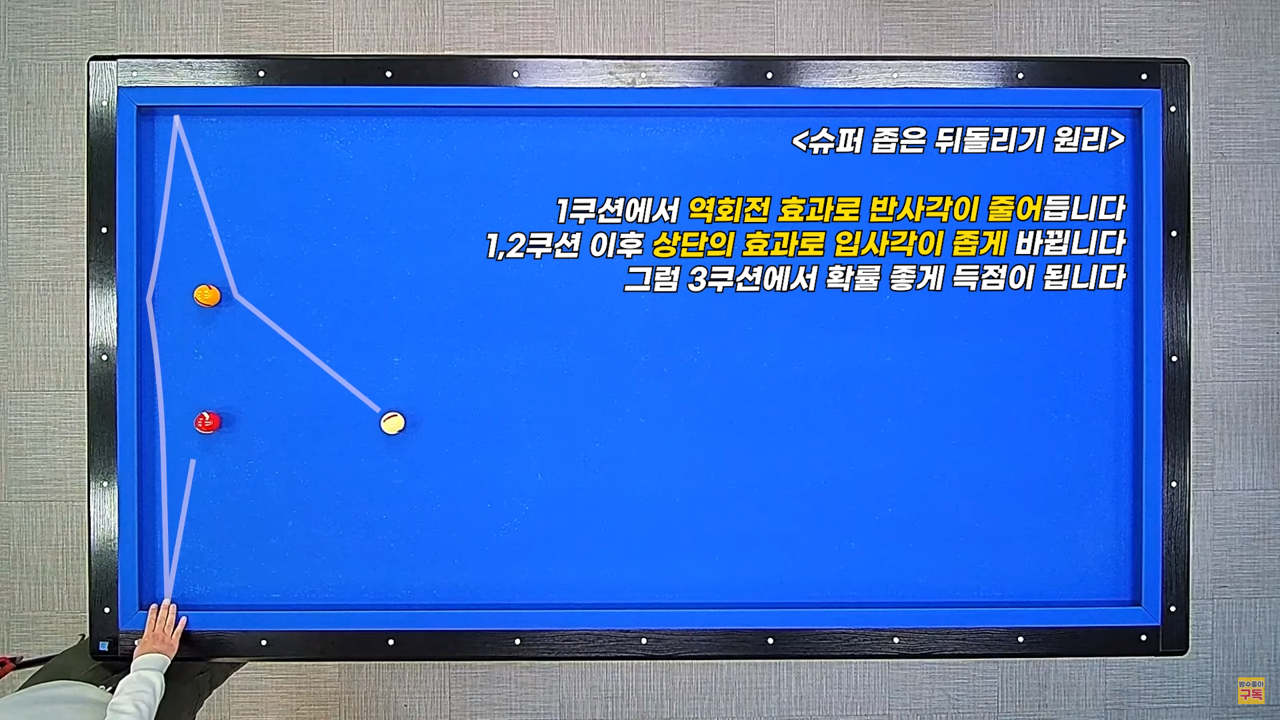 <슈퍼 좁은 뒤돌리기 원리>
1쿠션에서 역회전 효과로 반사각이 줄어듭니다
1,2쿠션 이후 상단의 효과로 입사각이 좁게 바뀝니다
그럼 3쿠션에서 확률 좋게 득점이 됩니다
구독